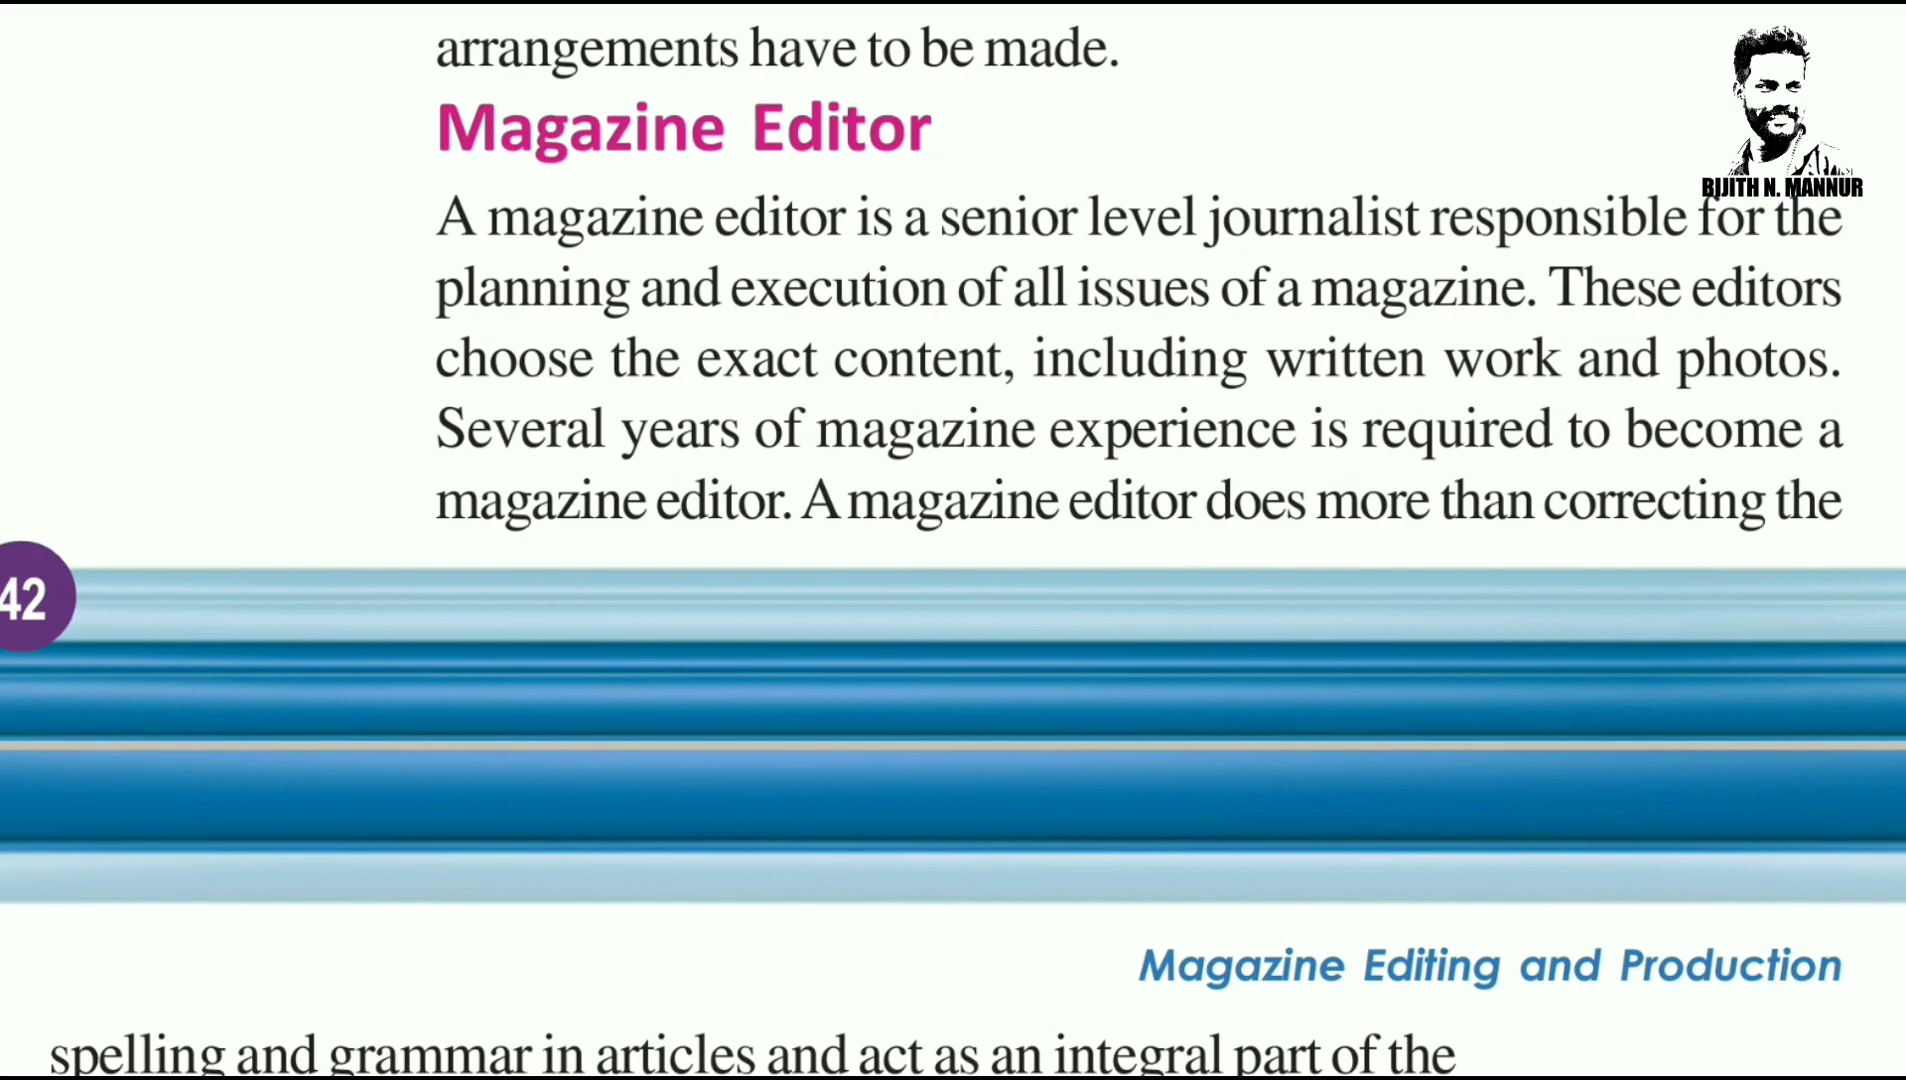 arrangements have to be made.
Magazine Editor
BIJITH N. MANNUR
A magazine editor is a senior level journalist responsible for the
planning and execution of all issues of a magazine. These editors
choose the exact content, including written work and photos.
Several years of magazine experience is required to become a
magazine editor. A magazine editor does more than correcting the
42
Magazine Editing and Production
spelling and grammar in articles and act as an integral part of the